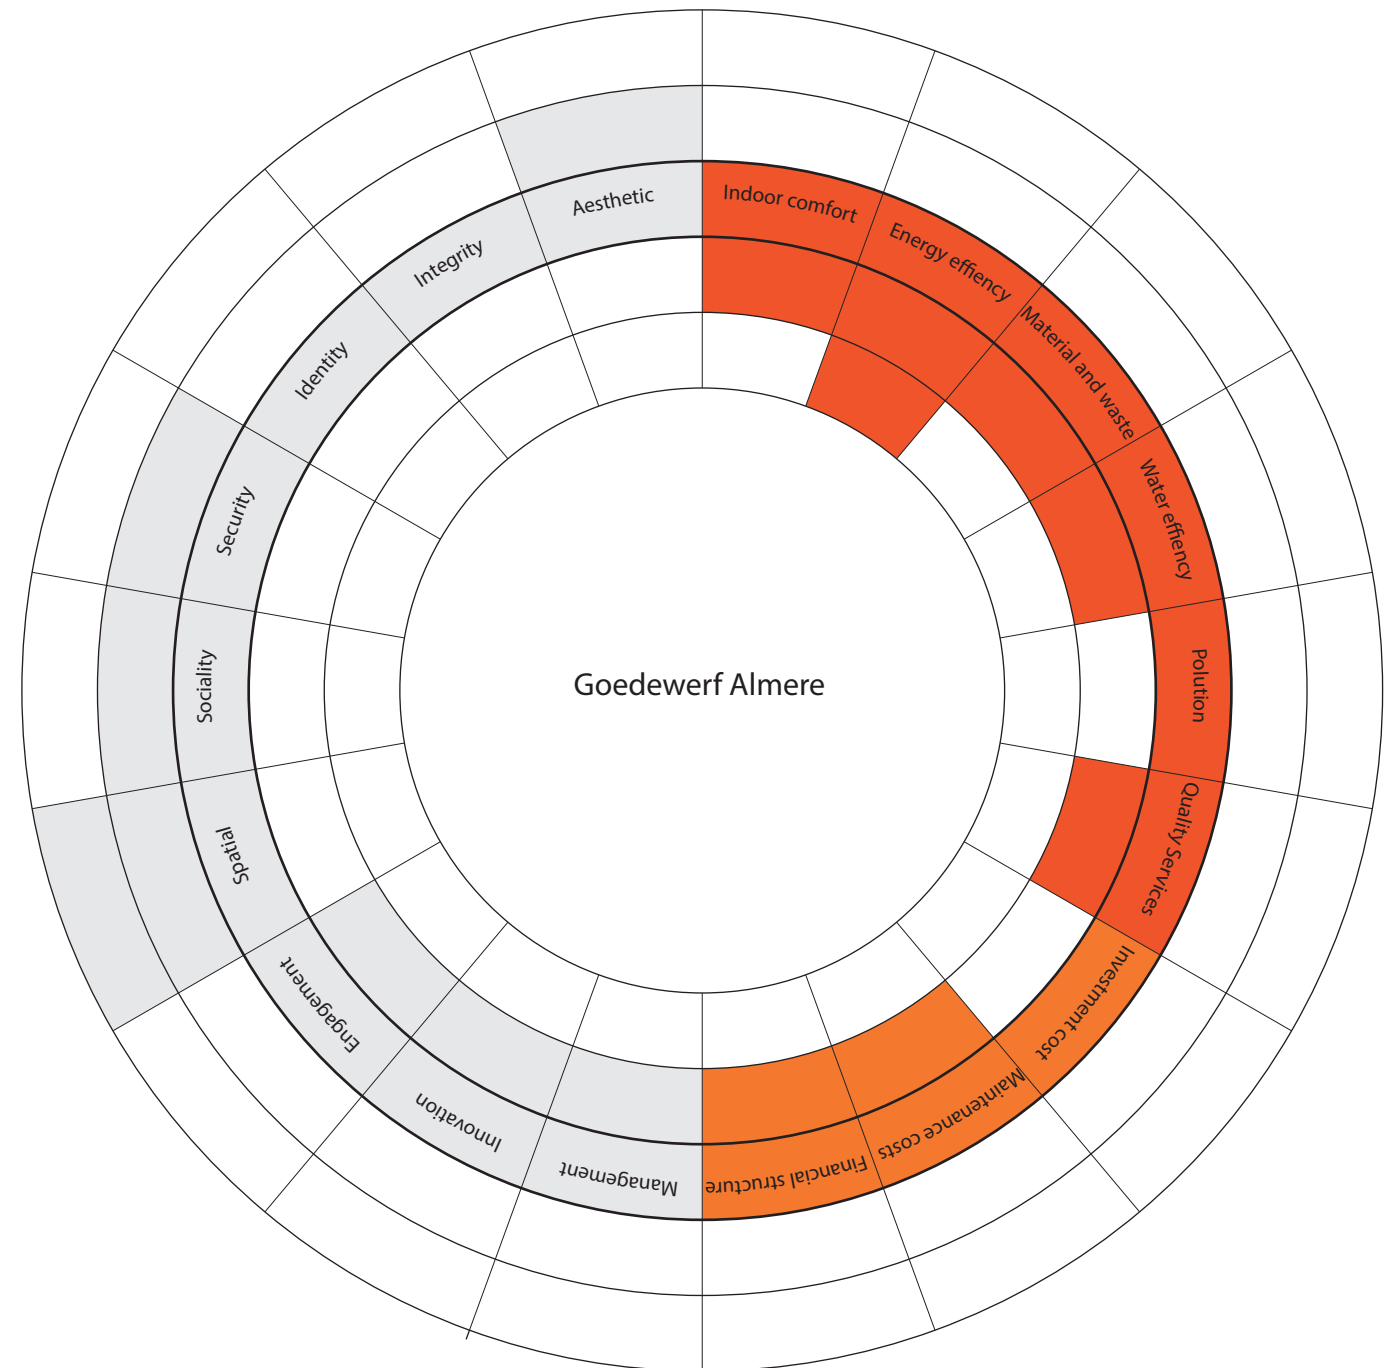 Indoor comfort
Energy effiency
Material and waste
Water effiency
Polution
Quality Services
Investment cost
Maintenance costs
Financial structure
Management
Innovation
Engagement
Spatial
Sociality
Security
Identity
Integrity
Aesthetic
Goedewerf Almere